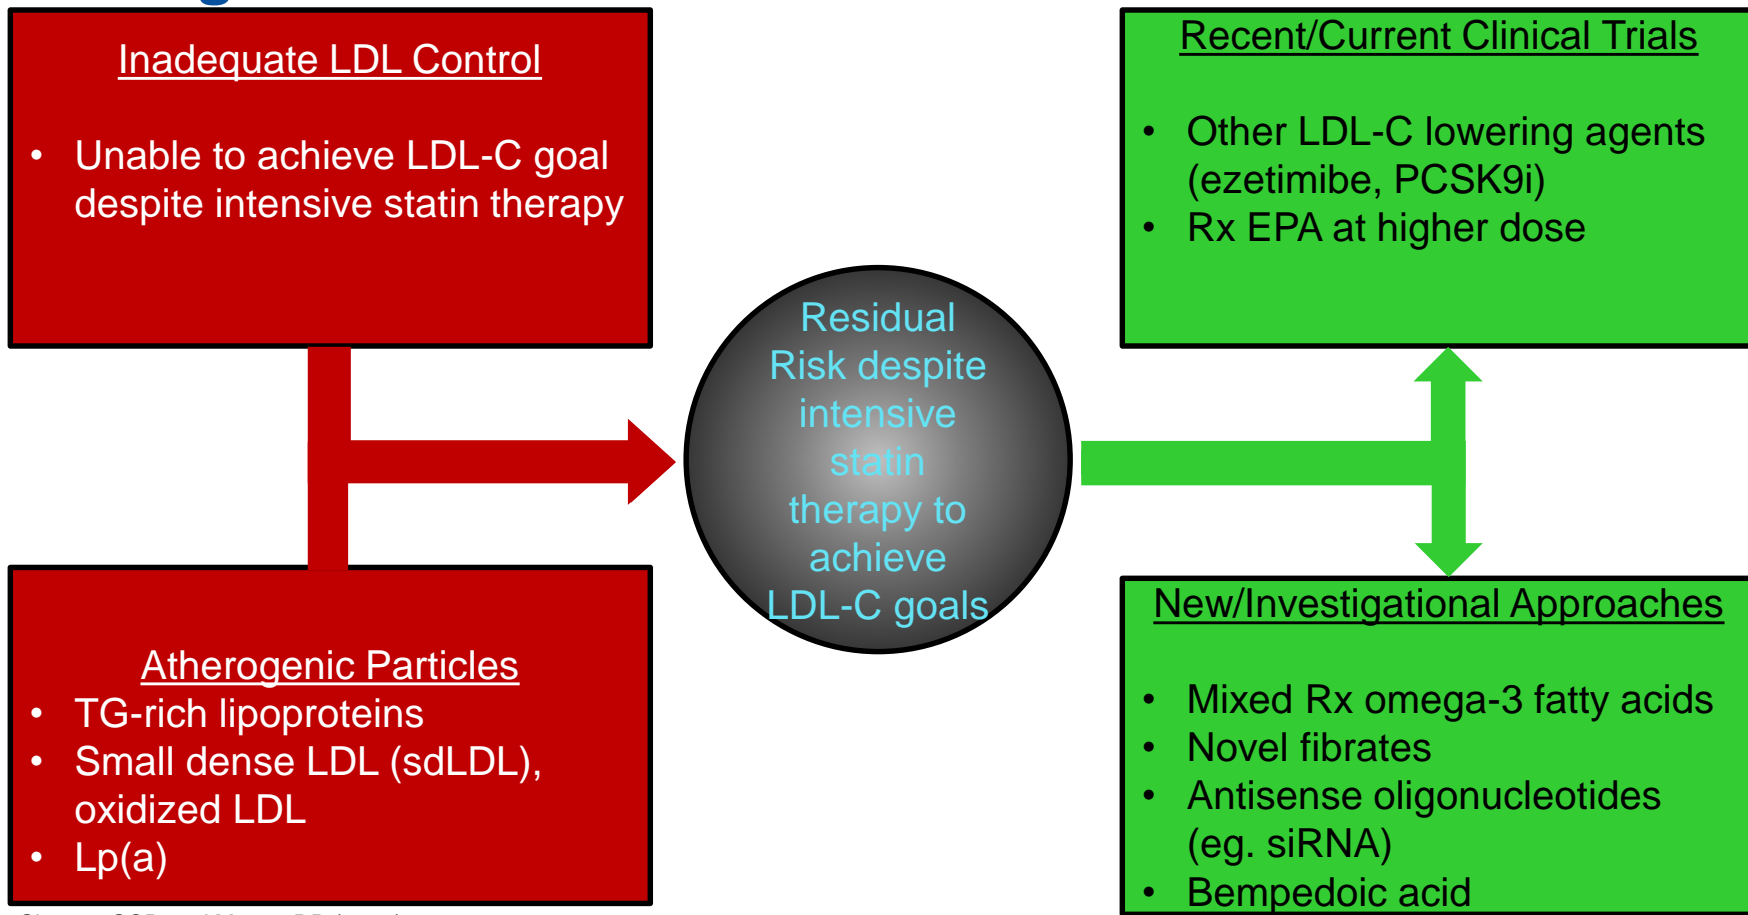 Inadequate LDL Control
• Unable to achieve LDL-C goal
despite intensive statin therapy
Atherogenic Particles
• TG-rich lipoproteins
• Small dense LDL (sdLDL),
oxidized LDL
• Lp(a)
Residual
Risk despite
intensive
statin
therapy to
achieve
LDL-C goals
Recent/Current Clinical Trials
• Other LDL-C lowering agents
(ezetimibe, PCSK9i)
• Rx EPA at higher dose
New/Investigational Approaches
• Mixed Rx omega-3 fatty acids
• Novel fibrates
• Antisense oligonucleotides
(eg. siRNA)
• Bempedoic acid